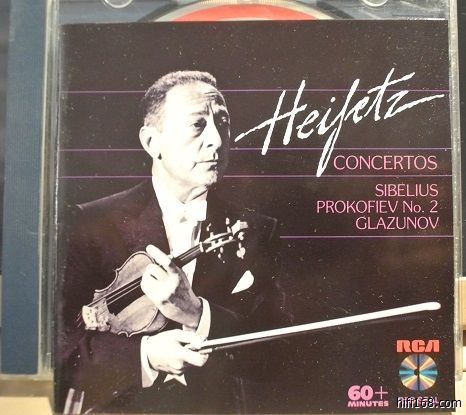 Heifetz
CONCERTOS
SIBELIUS
PROKOFIEV No. 2
GLAZUNOV
RCA
60+
MINUTES
hifi168.com